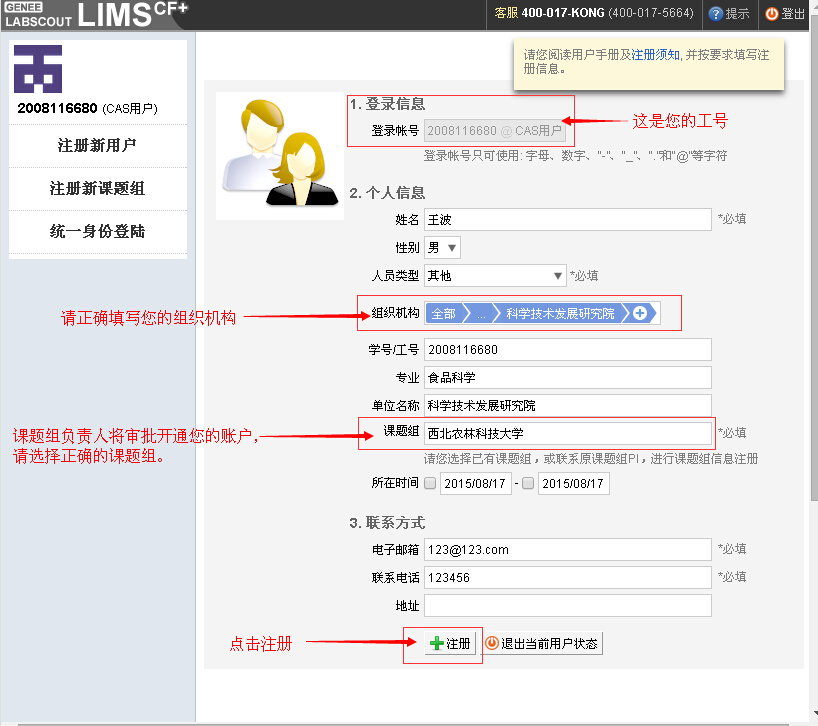 GENEE
LABSCOUT LIMS CF+
客服 400-017-KONG (400-017-5664) ? 提示 登出
请您阅读用户手册及注册须知, 并按要求填写注
册信息。
2008116680 (CAS用户)
注册新用户
注册新课题组
统一身份登陆
1. 登录信息
登录帐号 2008116680 @ CAS用户
这是您的工号
登录帐号只可使用: 字母、数字、"-"、"_"、"."和"@"等字符
2. 个人信息
姓名 王波 *必填
性别 男 ▼
人员类型 其他 ▼ *必填
请正确填写您的组织机构
组织机构 全部 ... 科学技术发展研究院
学号/工号 2008116680
专业 食品科学
单位名称 科学技术发展研究院
课题组负责人将审批开通您的账户,
请选择正确的课题组。
课题组 西北农林科技大学 *必填
请您选择已有课题组，或联系原课题组PI，进行课题组信息注册
所在时间 2015/08/17 - 2015/08/17
3. 联系方式
电子邮箱 123@123.com *必填
联系电话 123456 *必填
地址
点击注册
注册 退出当前用户状态